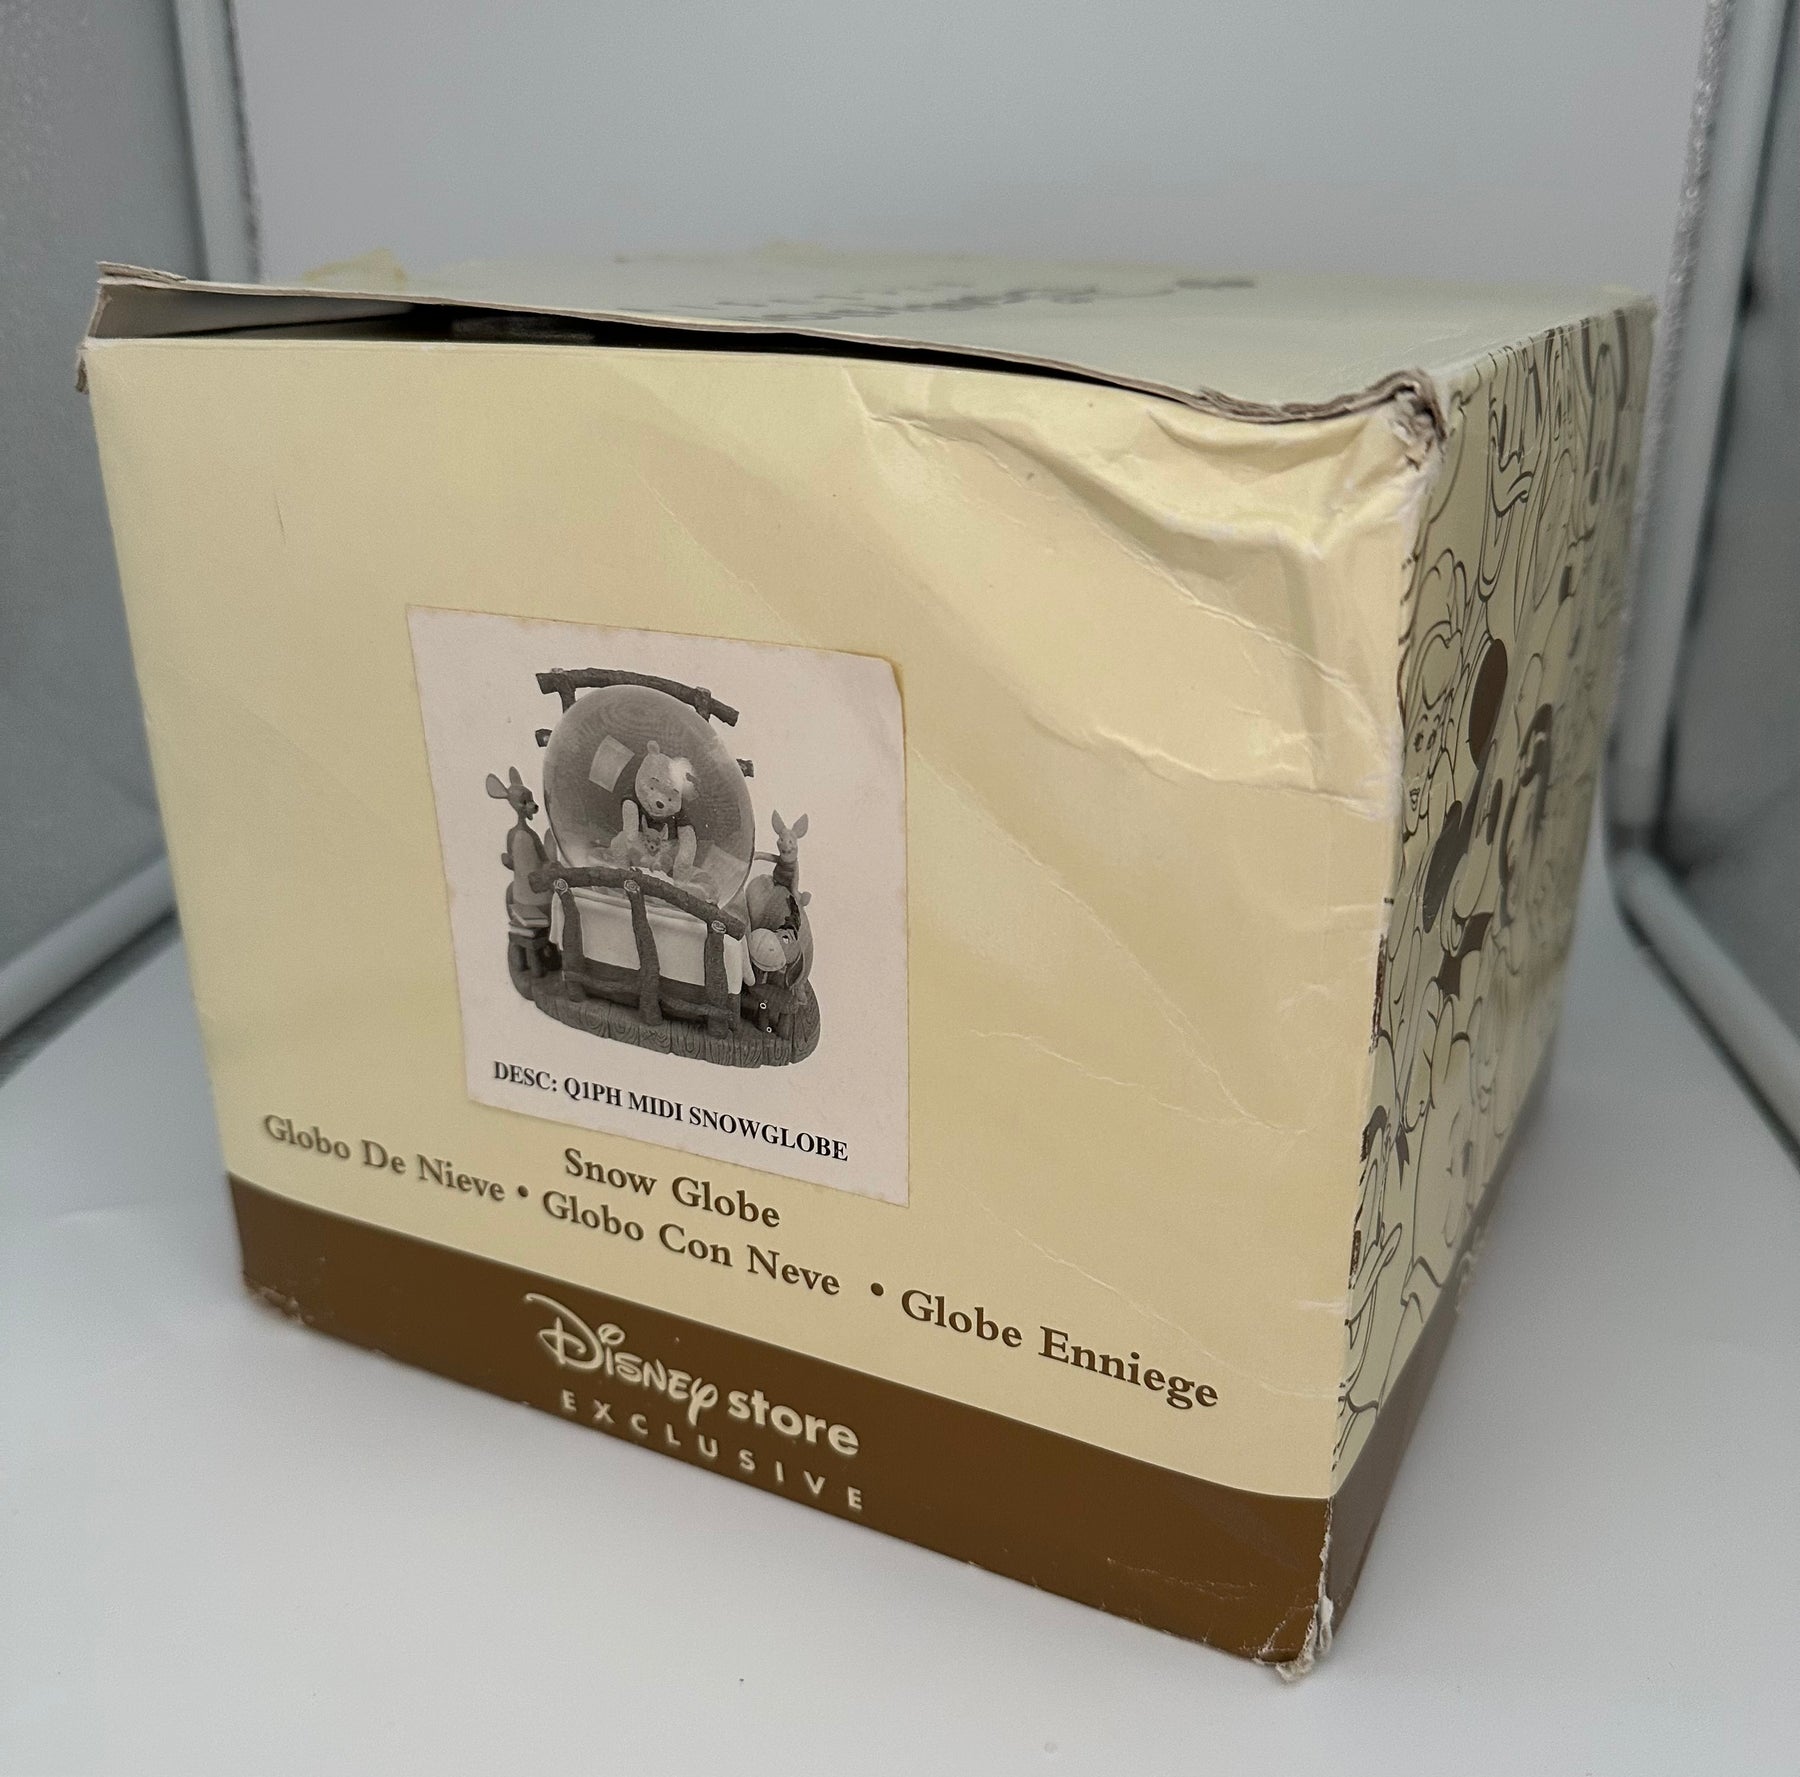 DESC: Q1PH MIDI SNOWGLOBE
Snow Globe
Globo De Nieve • Globo Con Neve • Globe Enniege
Disney store
EXCLUSIVE